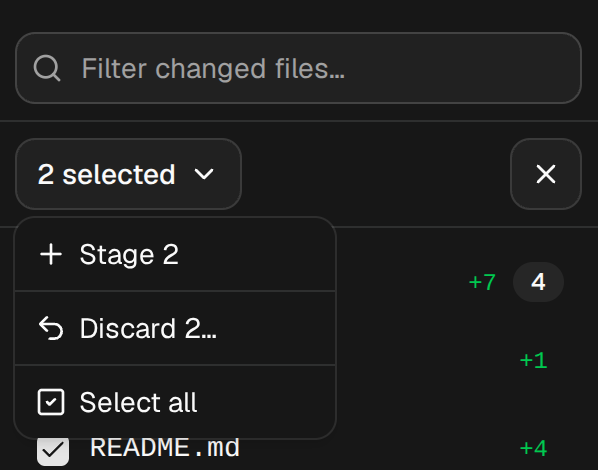 Filter changed files…
2 selected
Stage 2
+7 4
Discard 2…
+1
Select all
README.md +4